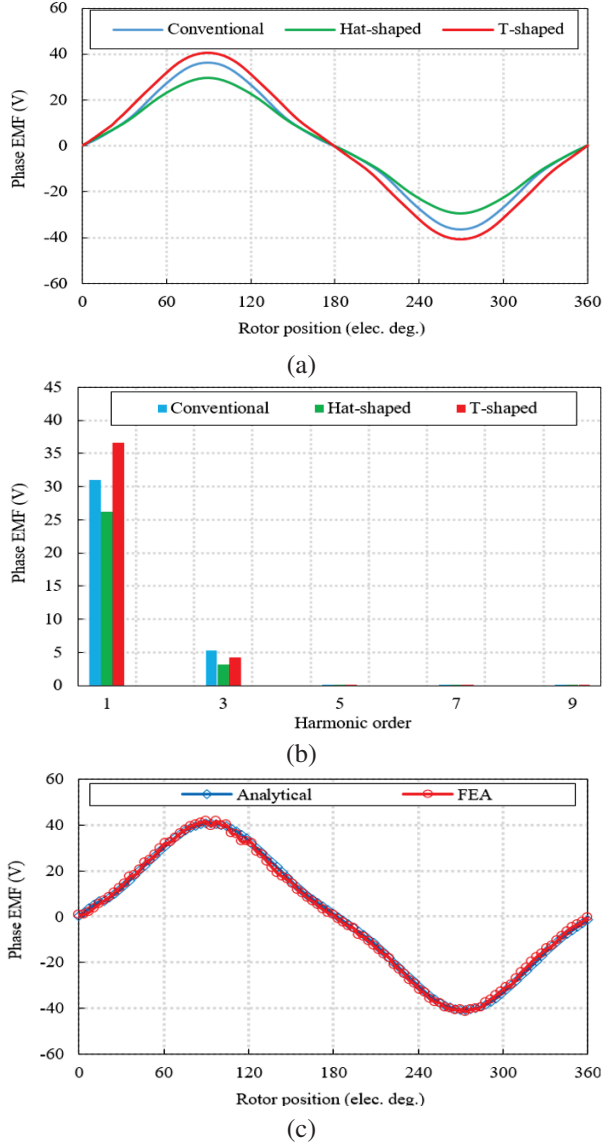 (a)
Conventional Hat-shaped T-shaped
Phase EMF (V)
60
40
20
0
-20
-40
-60
0 60 120 180 240 300 360
Rotor position (elec. deg.)
(a)
Conventional Hat-shaped T-shaped
Phase EMF (V)
45
40
35
30
25
20
15
10
5
0
1 3 5 7 9
Harmonic order
(b)
Analytical FEA
Phase EMF (V)
60
40
20
0
-20
-40
-60
0 60 120 180 240 300 360
Rotor position (elec. deg.)
(c)